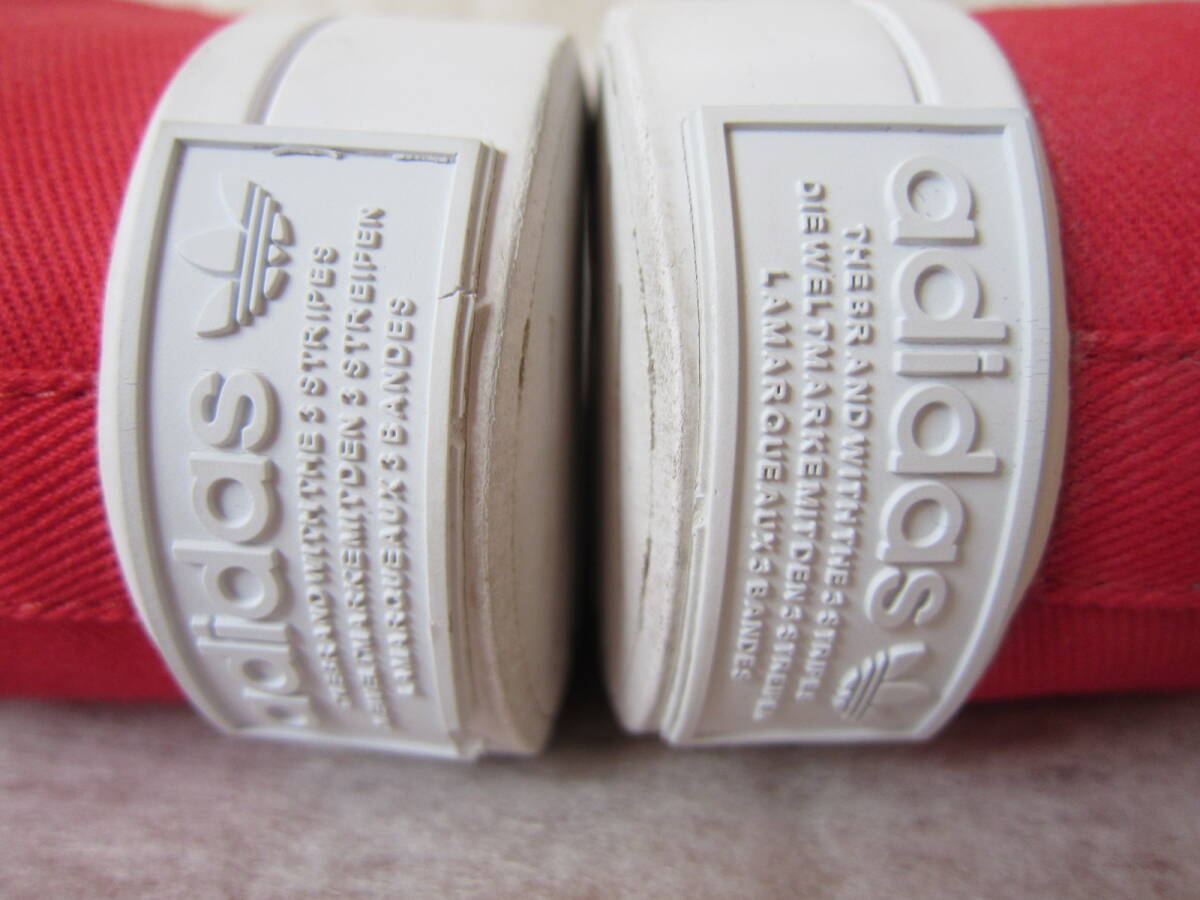 adidas
THE BRAND WITH THE 3 STRIPES
DIE WELTMARKE MIT DEN 3 STREIFEN
LA MARQUE AUX 3 BANDES
adidas
THE BRAND WITH THE 3 STRIPES
DIE WELTMARKE MIT DEN 3 STREIFEN
LA MARQUE AUX 3 BANDES